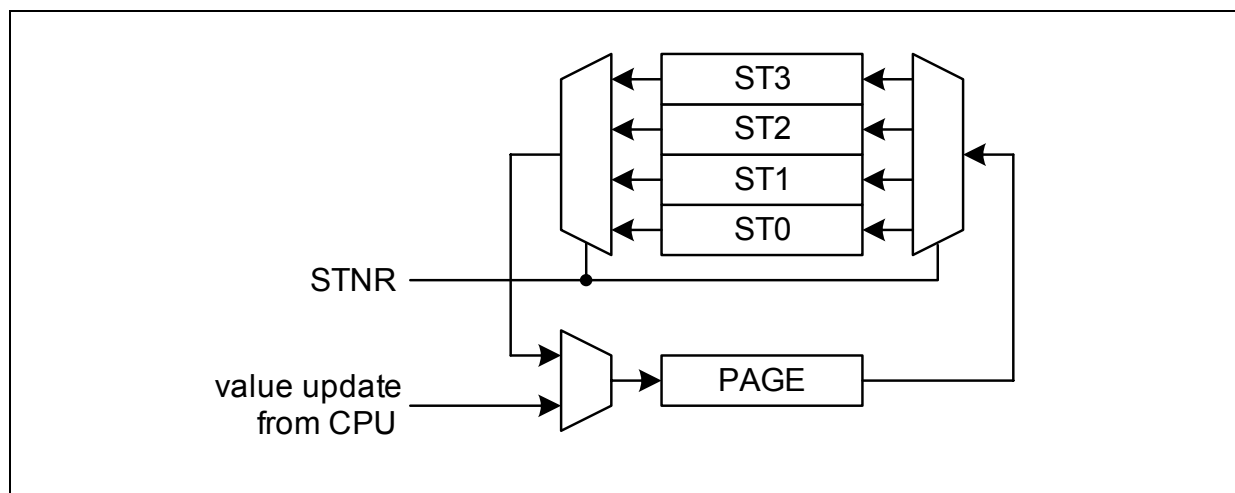 ST3
ST2
ST1
ST0
STNR
value update
from CPU
PAGE